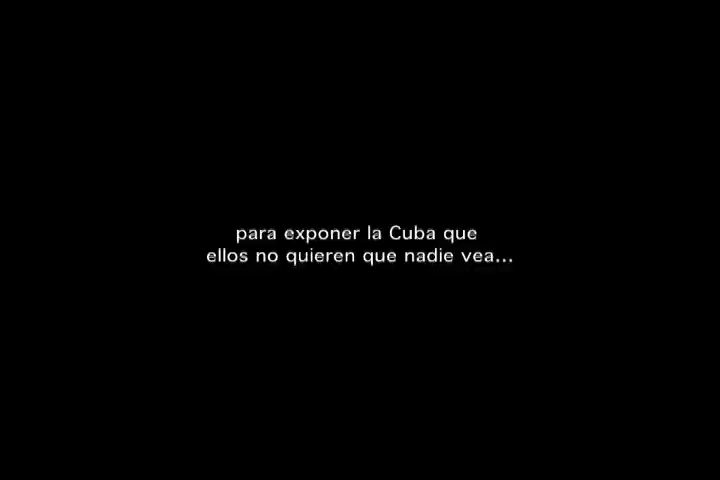 para exponer la Cuba que
ellos no quieren que nadie vea...